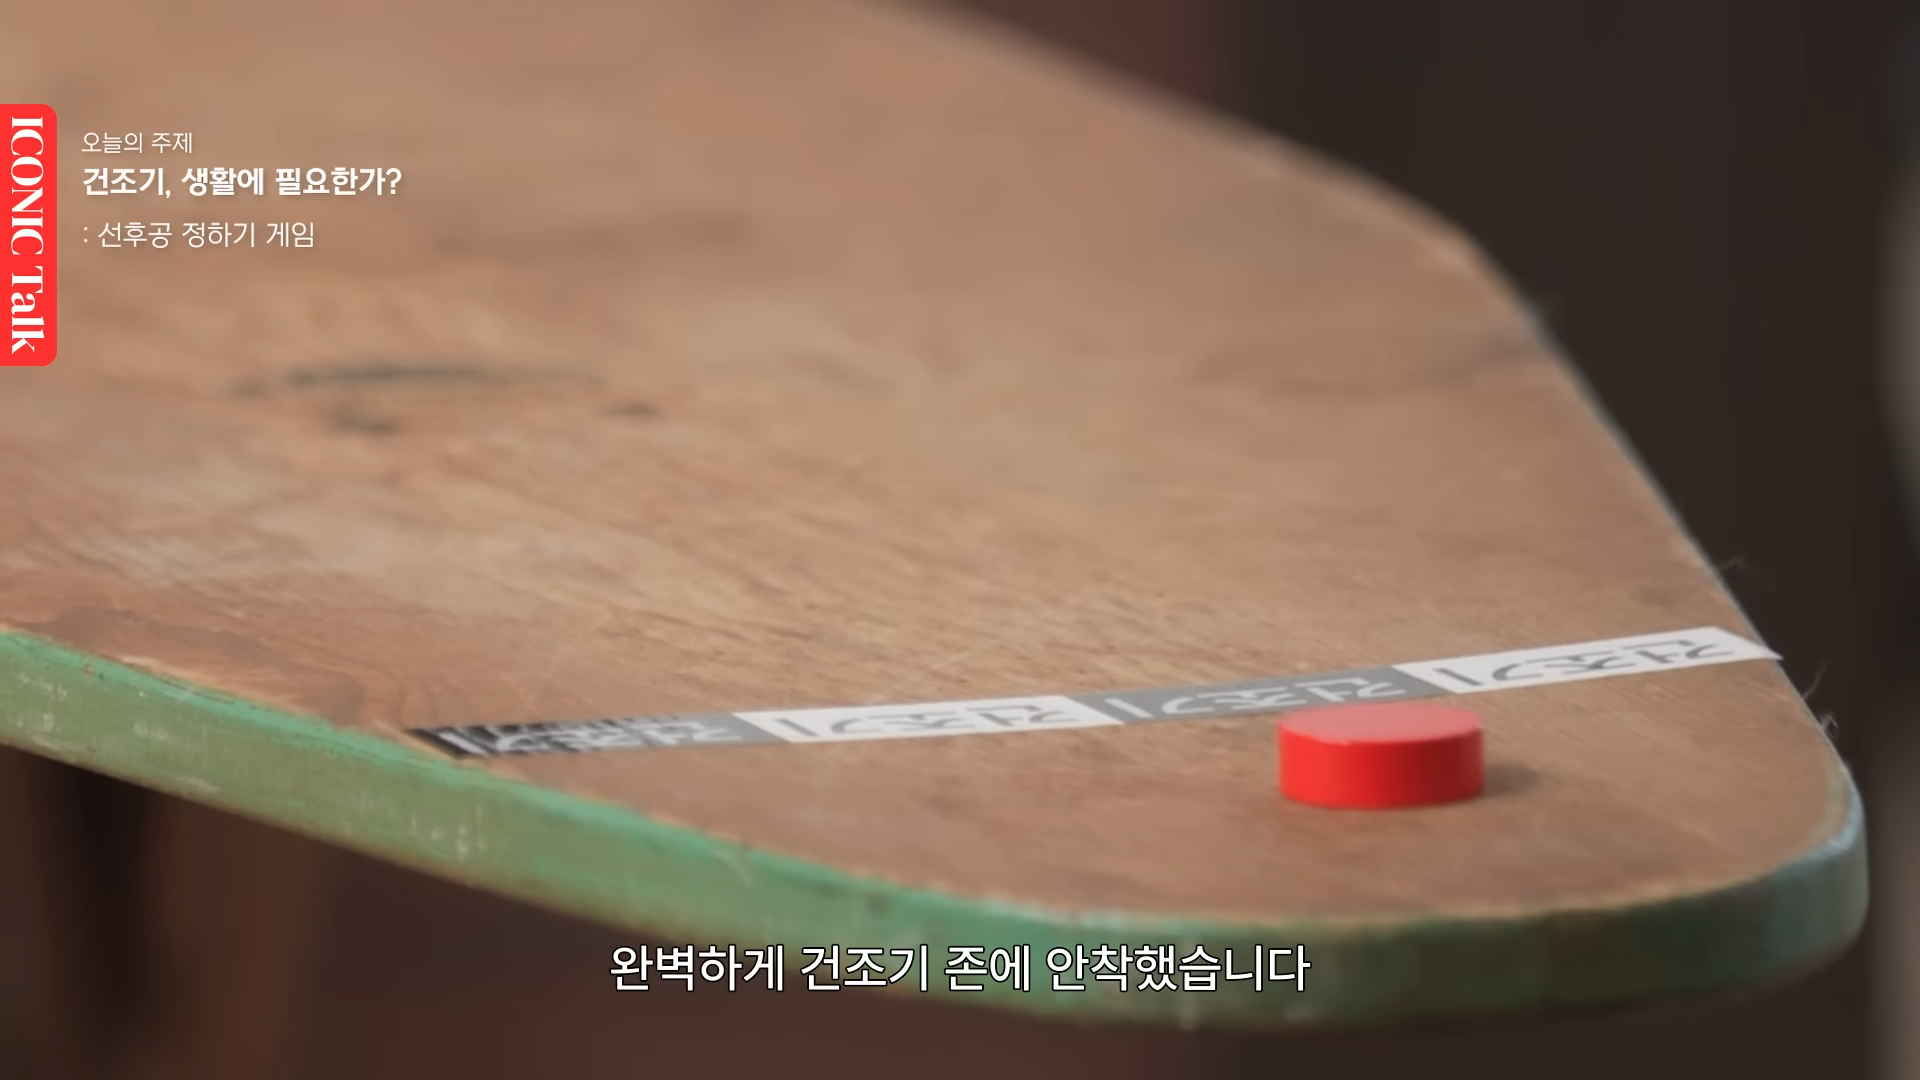 ICONIC Talk
오늘의 주제
건조기, 생활에 필요한가?
: 선후공 정하기 게임
건조기 건조기 건조기 건조기
완벽하게 건조기 존에 안착했습니다